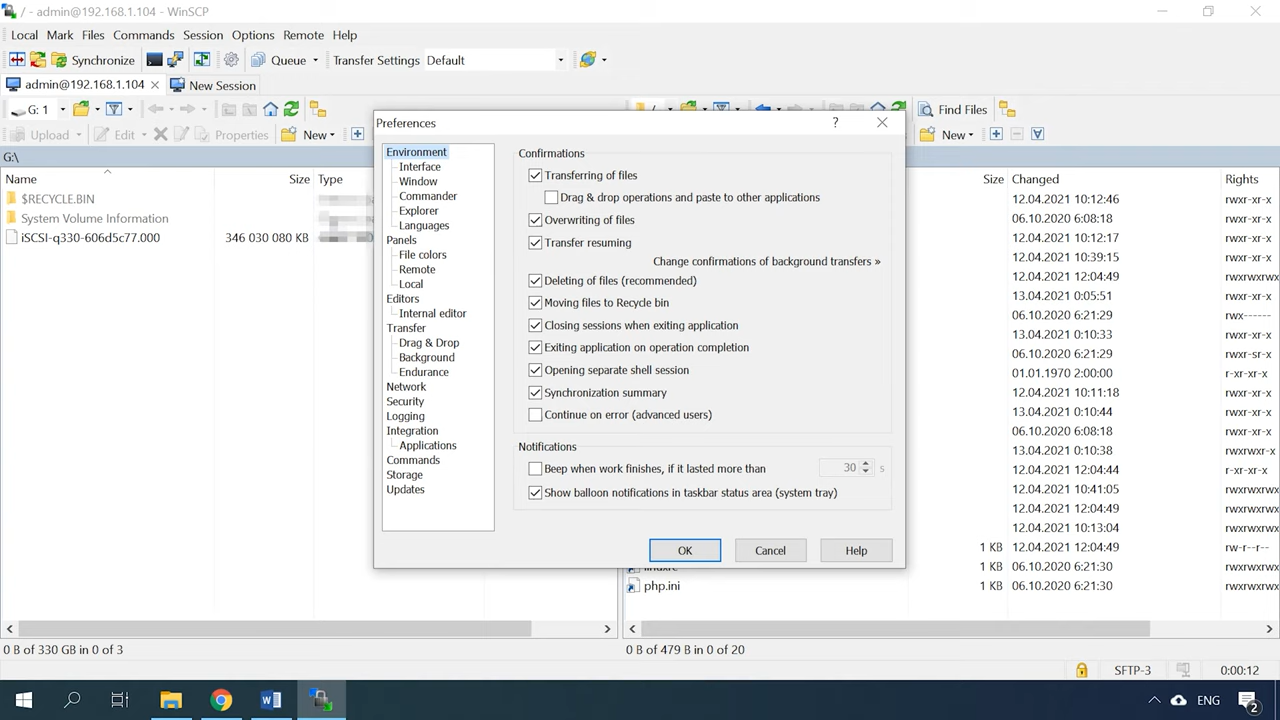 / - admin@192.168.1.104 - WinSCP
Local Mark Files Commands Session Options Remote Help
Synchronize Queue Transfer Settings Default
admin@192.168.1.104 New Session
G: 1 / Find Files
Upload Edit Properties New New
G:\
Name Size Type Size Changed Rights
$RECYCLE.BIN
System Volume Information
iSCSI-q330-606d5c77.000 346 030 080 KB
Preferences
Environment
Interface
Window
Commander
Explorer
Languages
Panels
File colors
Remote
Local
Editors
Internal editor
Transfer
Drag & Drop
Background
Endurance
Network
Security
Logging
Integration
Applications
Commands
Storage
Updates
Confirmations
Transferring of files
Drag & drop operations and paste to other applications
Overwriting of files
Transfer resuming
Change confirmations of background transfers »
Deleting of files (recommended)
Moving files to Recycle bin
Closing sessions when exiting application
Exiting application on operation completion
Opening separate shell session
Synchronization summary
Continue on error (advanced users)
Notifications
Beep when work finishes, if it lasted more than 30 s
Show balloon notifications in taskbar status area (system tray)
OK Cancel Help
12.04.2021 10:12:46 rwxr-xr-x
06.10.2020 6:08:18 rwxr-xr-x
12.04.2021 10:12:17 rwxr-xr-x
12.04.2021 10:39:15 rwxr-xr-x
12.04.2021 12:04:49 rwxrwxrwx
13.04.2021 0:05:51 rwxr-xr-x
06.10.2020 6:21:29 rwx------
13.04.2021 0:10:33 rwxr-xr-x
06.10.2020 6:21:29 rwxr-sr-x
01.01.1970 2:00:00 r-xr-xr-x
12.04.2021 10:11:18 rwxrwxrwx
13.04.2021 0:10:44 rwxr-xr-x
06.10.2020 6:08:18 rwxr-xr-x
13.04.2021 0:10:38 rwxrwxr-x
12.04.2021 12:04:44 r-xr-xr-x
12.04.2021 10:41:05 rwxrwxrwx
12.04.2021 12:04:49 rwxrwxrwx
12.04.2021 10:13:04 rwxrwxrwx
1 KB 12.04.2021 12:04:49 rw-r--r--
linuxrc 1 KB 06.10.2020 6:21:30 rwxrwxrwx
php.ini 1 KB 06.10.2020 6:21:30 rwxrwxrwx
0 B of 330 GB in 0 of 3 0 B of 479 B in 0 of 20
SFTP-3 0:00:12
ENG 2